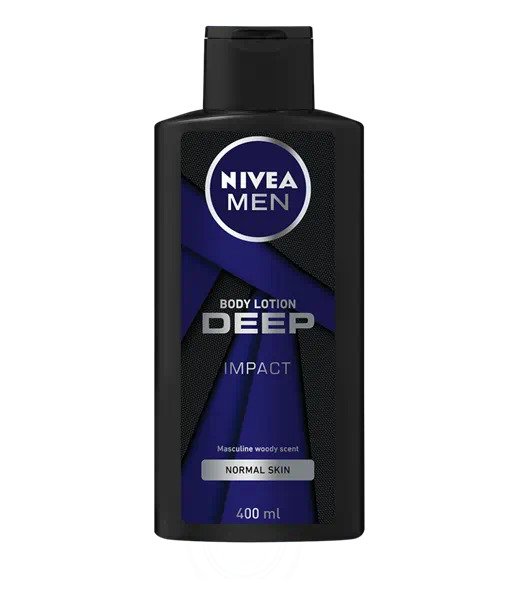 NIVEA
MEN
BODY LOTION
DEEP
IMPACT
Masculine woody scent
NORMAL SKIN
400 ml